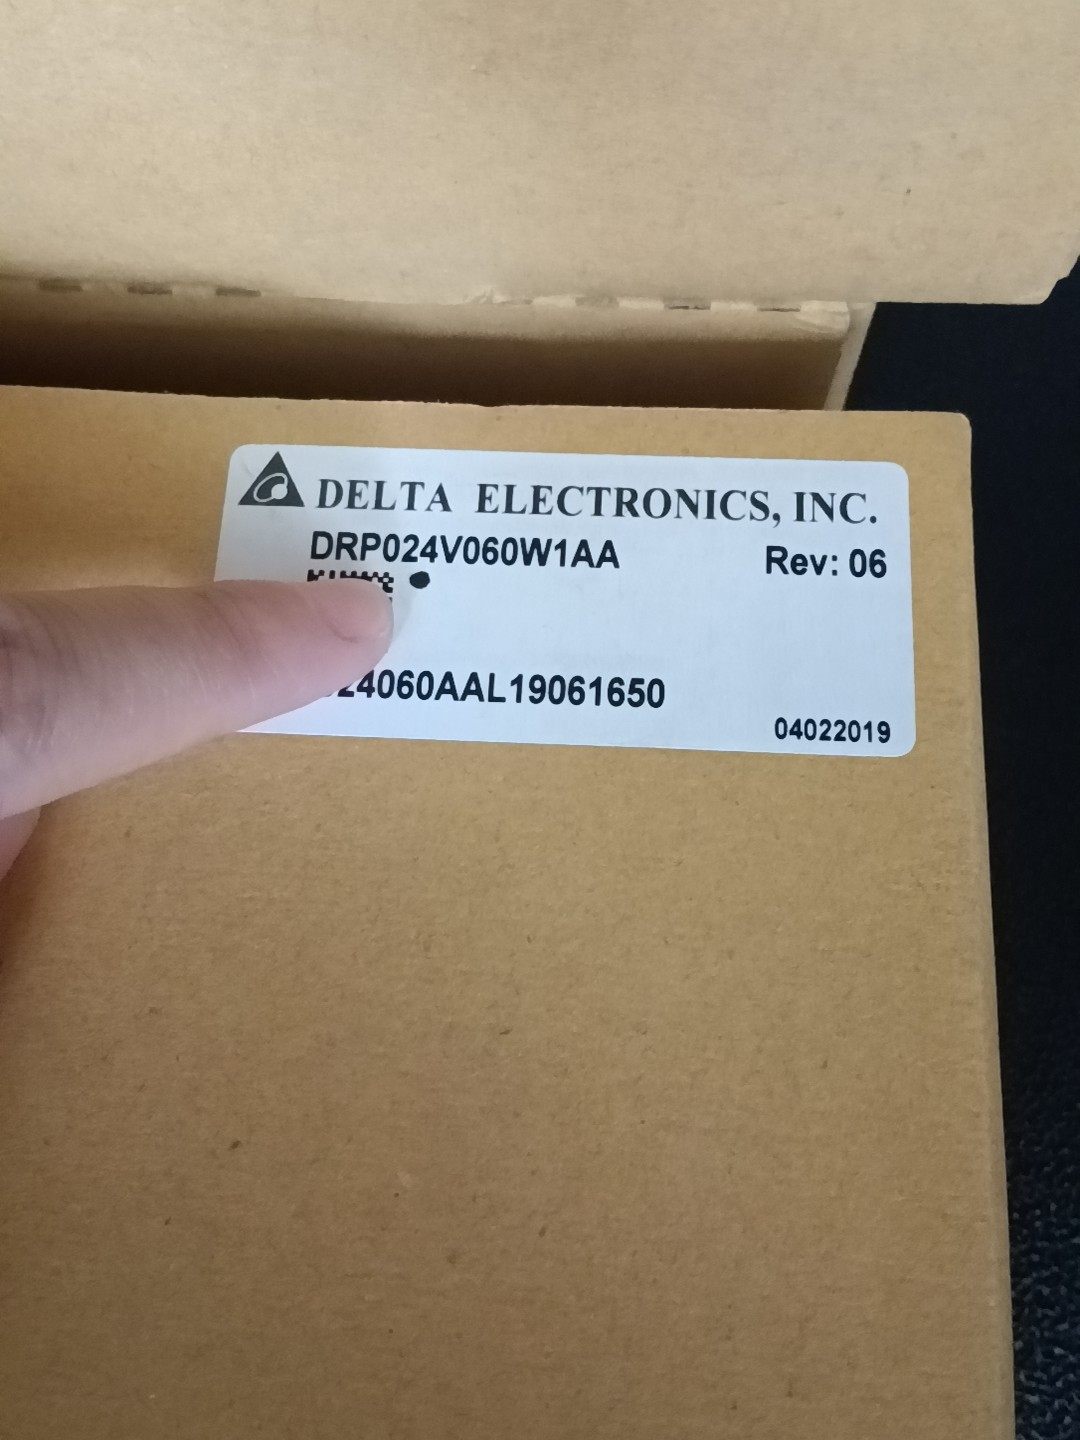 DELTA ELECTRONICS, INC.
DRP024V060W1AA Rev: 06
24060AAL19061650
04022019